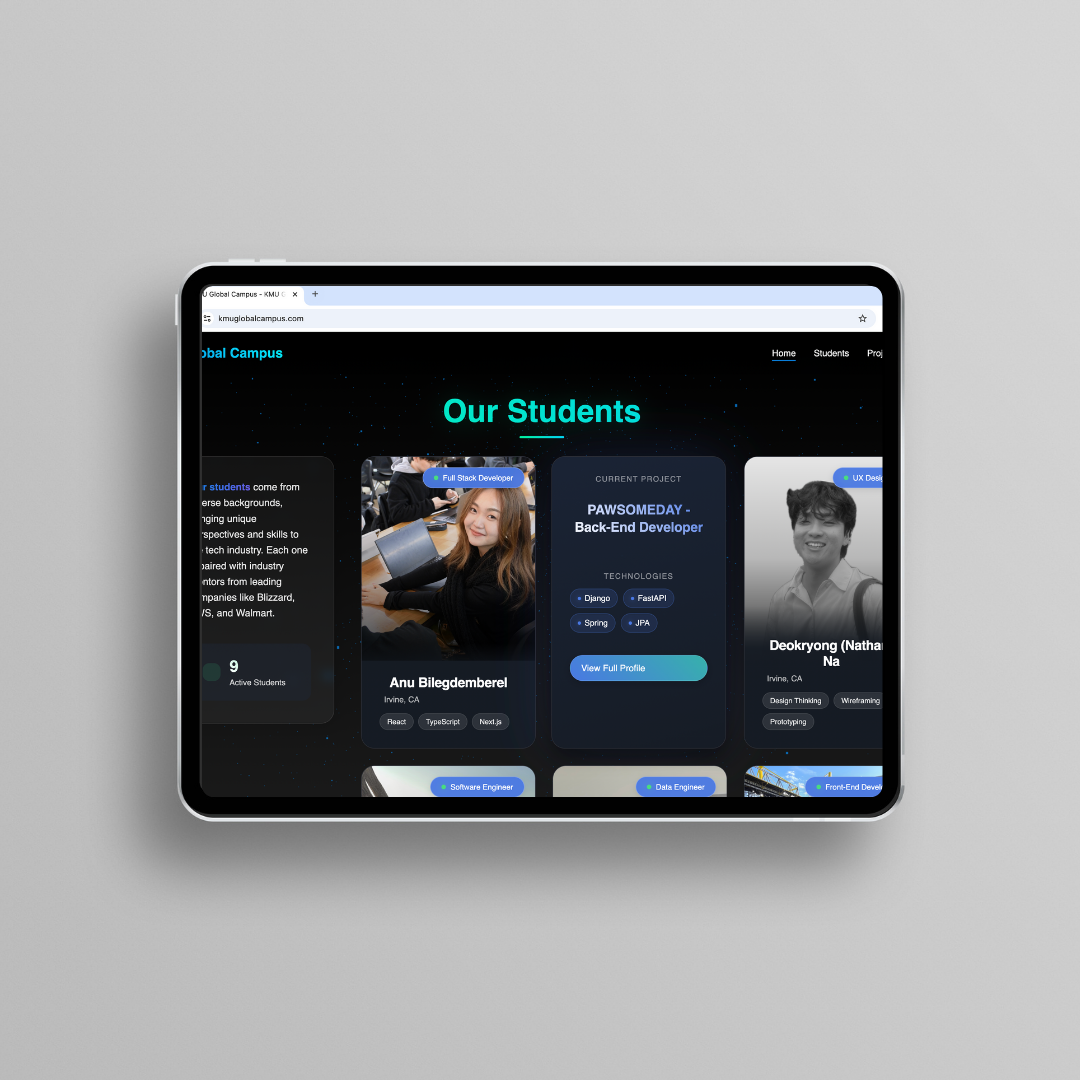 U Global Campus - KMU
kmuglobalcampus.com
obal Campus
Home
Students
Proj
Our Students
r students come from
erse backgrounds,
nging unique
rspectives and skills to
tech industry. Each one
paired with industry
ntors from leading
mpanies like Blizzard,
/S, and Walmart.
9
Active Students
Full Stack Developer
Anu Bilegdemberel
Irvine, CA
React
TypeScript
Next.js
CURRENT PROJECT
PAWSOMEDAY -
Back-End Developer
TECHNOLOGIES
Django
FastAPI
Spring
JPA
View Full Profile
UX Desig
Deokryong (Nathan
Na
Irvine, CA
Design Thinking
Wireframing
Prototyping
Software Engineer
Data Engineer
Front-End Devel